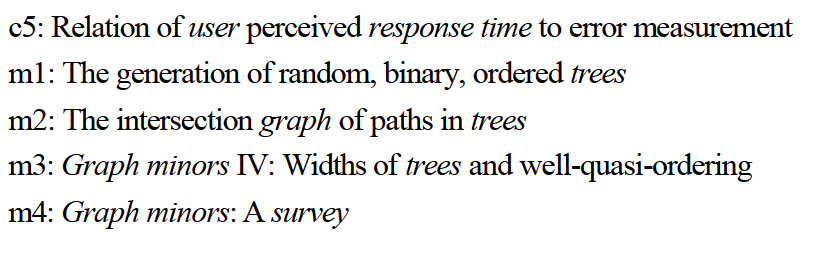 c5: Relation of user perceived response time to error measurement
m1: The generation of random, binary, ordered trees
m2: The intersection graph of paths in trees
m3: Graph minors IV: Widths of trees and well-quasi-ordering
m4: Graph minors: A survey